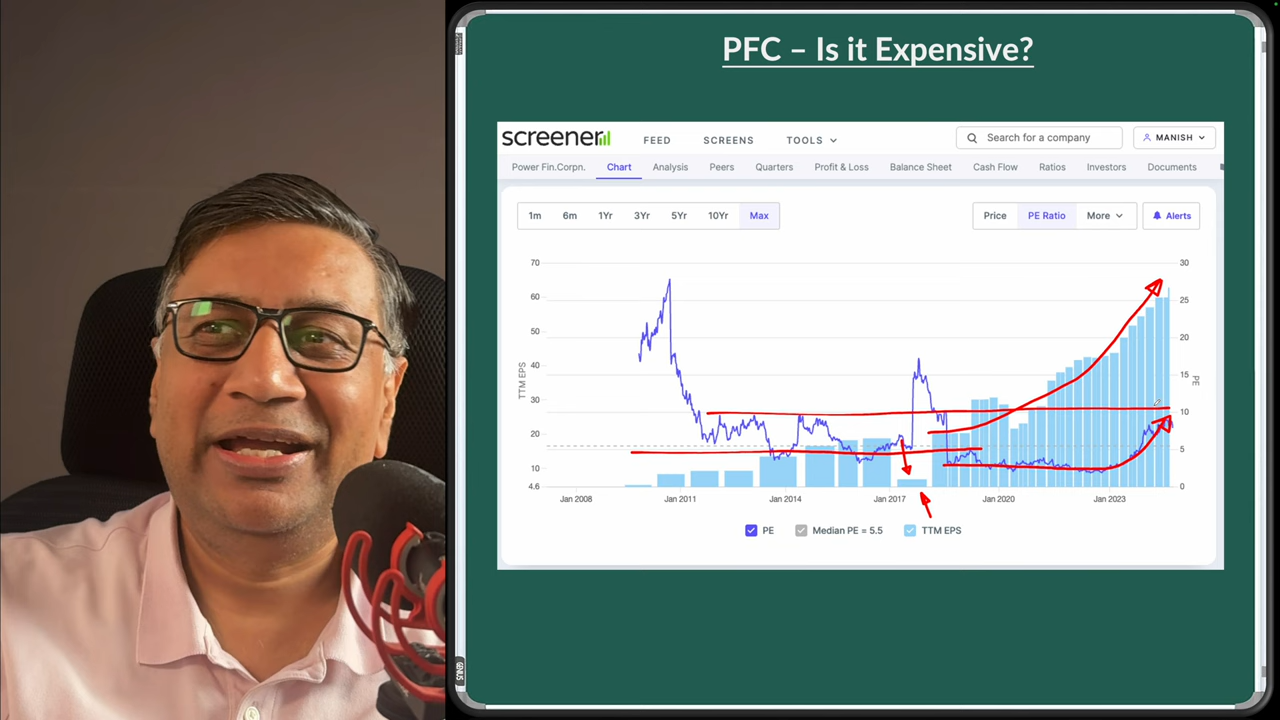 PFC – Is it Expensive?
screener FEED SCREENS TOOLS Search for a company MANISH
Power Fin.Corpn. Chart Analysis Peers Quarters Profit & Loss Balance Sheet Cash Flow Ratios Investors Documents
1m 6m 1Yr 3Yr 5Yr 10Yr Max Price PE Ratio More Alerts
70 30
60 25
50 20
40 15
30 10
20 5
10
4.6 0
TTM EPS
PE
Jan 2008 Jan 2011 Jan 2014 Jan 2017 Jan 2020 Jan 2023
PE Median PE = 5.5 TTM EPS